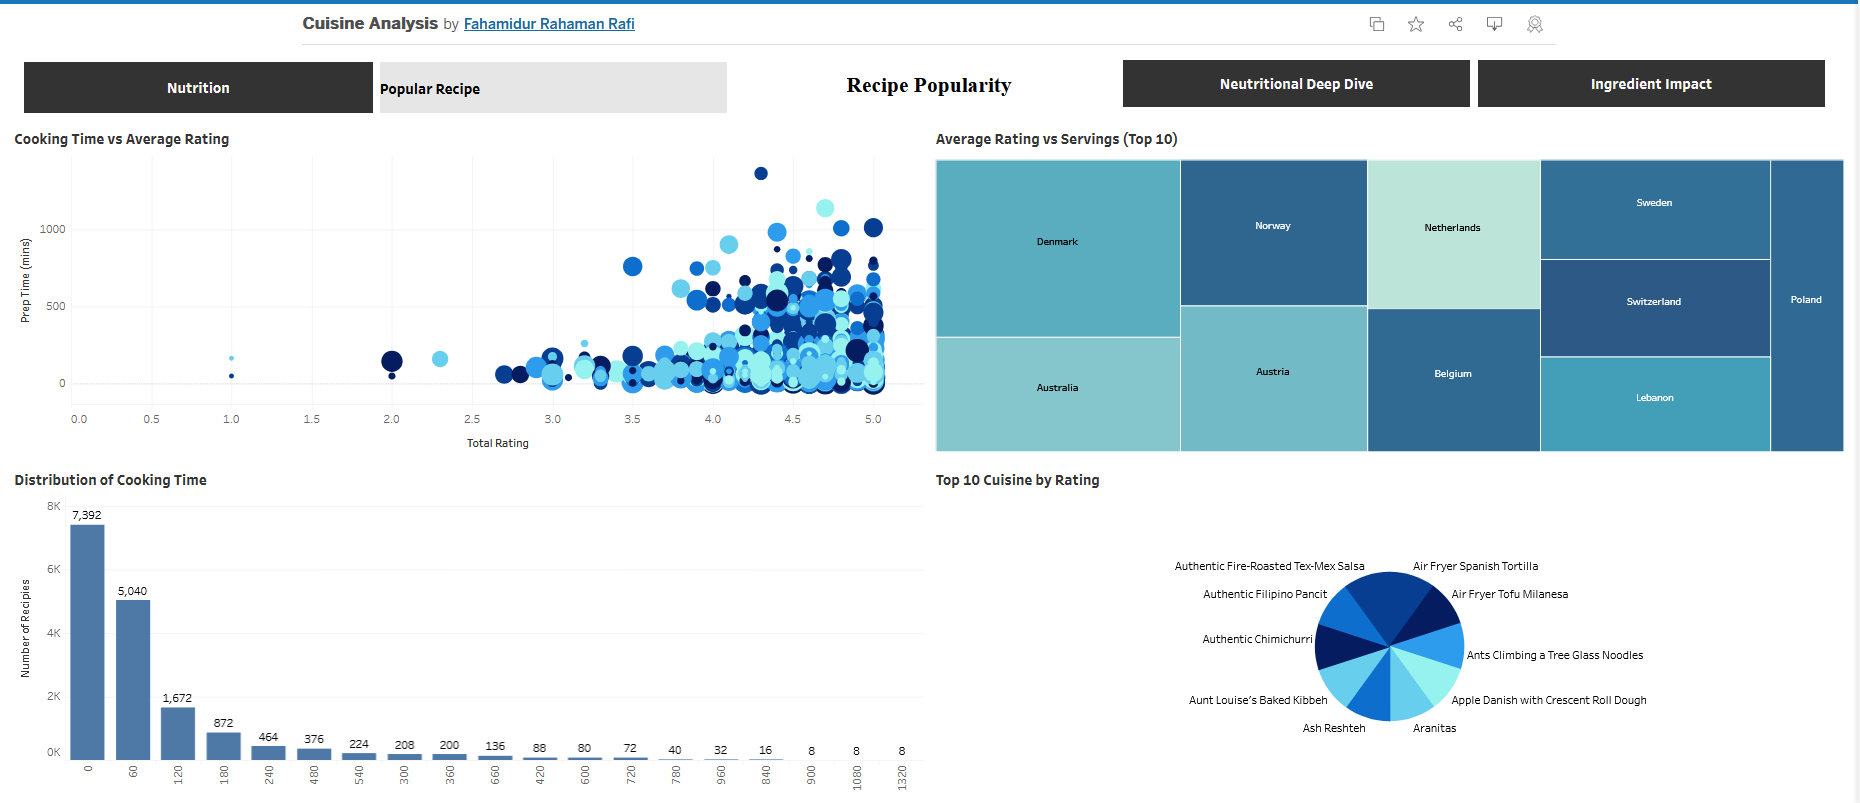 Cuisine Analysis by Fahamidur Rahaman Rafi
Nutrition
Popular Recipe
Recipe Popularity
Neutritional Deep Dive
Ingredient Impact
Cooking Time vs Average Rating
1000
500
0
Prep Time (mins)
0.0 0.5 1.0 1.5 2.0 2.5 3.0 3.5 4.0 4.5 5.0
Total Rating
Average Rating vs Servings (Top 10)
Denmark
Australia
Norway
Austria
Netherlands
Belgium
Sweden
Switzerland
Lebanon
Poland
Distribution of Cooking Time
8K
6K
4K
2K
0K
Number of Recipies
7,392 5,040 1,672 872 464 376 224 208 200 136 88 80 72 40 32 16 8 8 8
0 60 120 180 240 480 540 300 360 660 420 600 720 780 960 840 900 1080 1320
Top 10 Cuisine by Rating
Authentic Fire-Roasted Tex-Mex Salsa
Air Fryer Spanish Tortilla
Authentic Filipino Pancit
Air Fryer Tofu Milanesa
Authentic Chimichurri
Ants Climbing a Tree Glass Noodles
Aunt Louise's Baked Kibbeh
Apple Danish with Crescent Roll Dough
Ash Reshteh
Aranitas